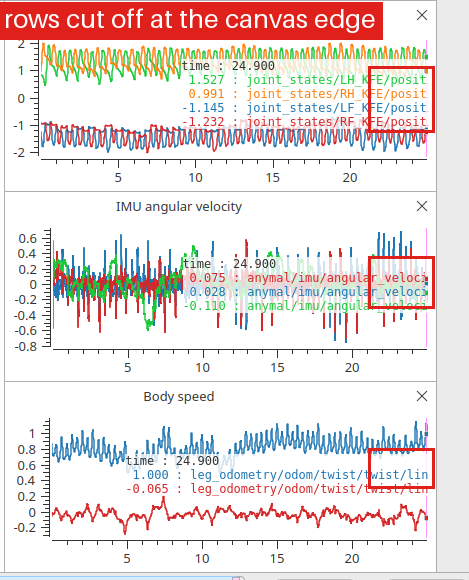 rows cut off at the canvas edge
2
1
0
-1
-2
time : 24.900
1.527 : joint_states/LH_KFE/posit
0.991 : joint_states/RH_KFE/posit
-1.145 : joint_states/LF_KFE/posit
-1.232 : joint_states/RF_KFE/posit
5 10 15 20
IMU angular velocity
0.6
0.4
0.2
0
-0.2
-0.4
-0.6
-0.8
time : 24.900
0.075 : anymal/imu/angular_veloci
0.028 : anymal/imu/angular_veloci
-0.110 : anymal/imu/angular_veloci
5 10 15 20
Body speed
1
0.8
0.6
0.4
0.2
0
-0.2
time : 24.900
1.000 : leg_odometry/odom/twist/twist/lin
-0.065 : leg_odometry/odom/twist/twist/lin
5 10 15 20